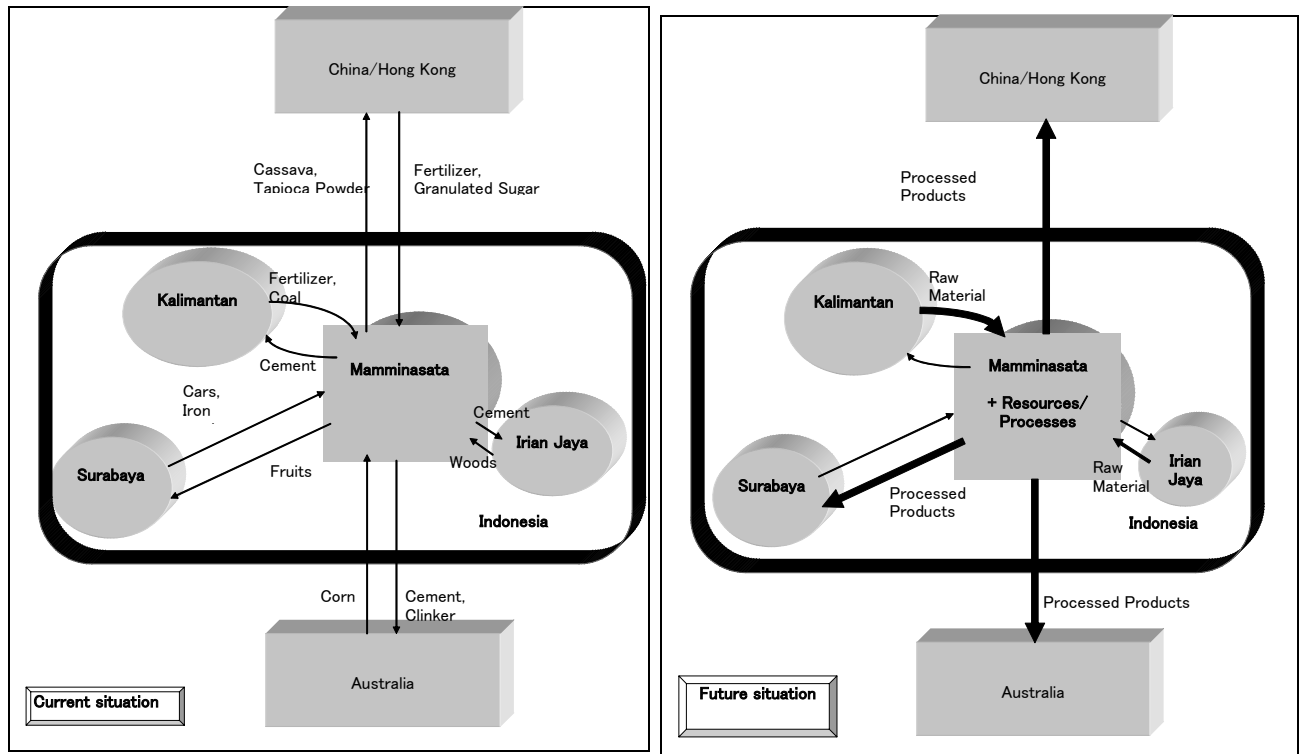 China/Hong Kong
Cassava,
Tapioca Powder
Fertilizer,
Granulated Sugar
Kalimantan
Fertilizer,
Coal
Cement
Mamminasata
Cars,
Iron
Cement
Irian Jaya
Woods
Surabaya
Fruits
Indonesia
Corn
Cement,
Clinker
Australia
Current situation
China/Hong Kong
Processed
Products
Kalimantan
Raw
Material
Mamminasata
+ Resources/
Processes
Irian
Jaya
Raw
Material
Surabaya
Processed
Products
Indonesia
Processed Products
Australia
Future situation